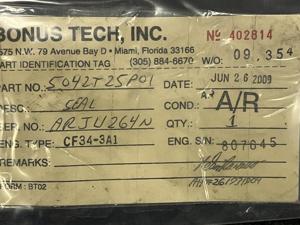 BONUS TECH, INC. No 402814
575 N.W. 79 Avenue Bay D • Miami, Florida 33166
PART IDENTIFICATION TAG (305) 884-6670 W/O: 09.354
PART NO. 5042T25P01 DATE: JUN 26 2009
DESC. SEAL COND: A/R
REF. NO: ARJU264N QTY: 1
ENG. TYPE: CF34-3A1 ENG. S/N: 807045
FORM: BT02